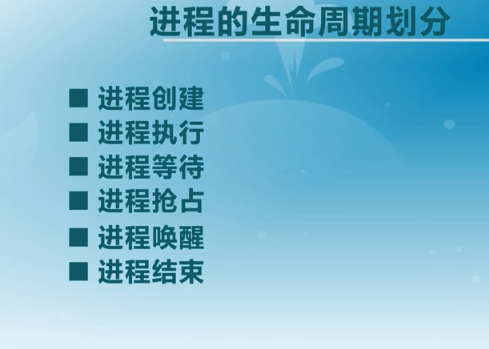 进程的生命周期划分
■ 进程创建
■ 进程执行
■ 进程等待
■ 进程抢占
■ 进程唤醒
■ 进程结束